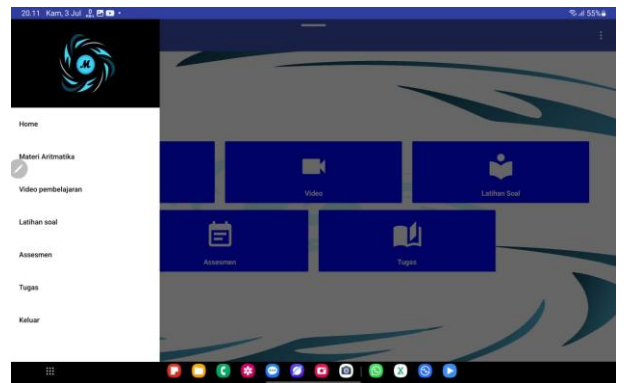 20.11 Kam, 3 Jul
55%
M
Home
Materi Aritmatika
Video pembelajaran
Latihan soal
Assesmen
Tugas
Keluar
Video
Latihan Soal
Assesmen
Tugas